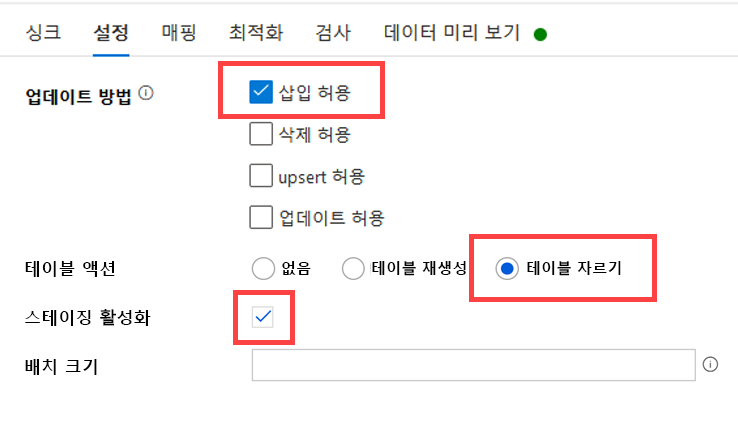 싱크 설정 매핑 최적화 검사 데이터 미리 보기
업데이트 방법 삽입 허용
삭제 허용
upsert 허용
업데이트 허용
테이블 액션 없음 테이블 재생성 테이블 자르기
스테이징 활성화
배치 크기